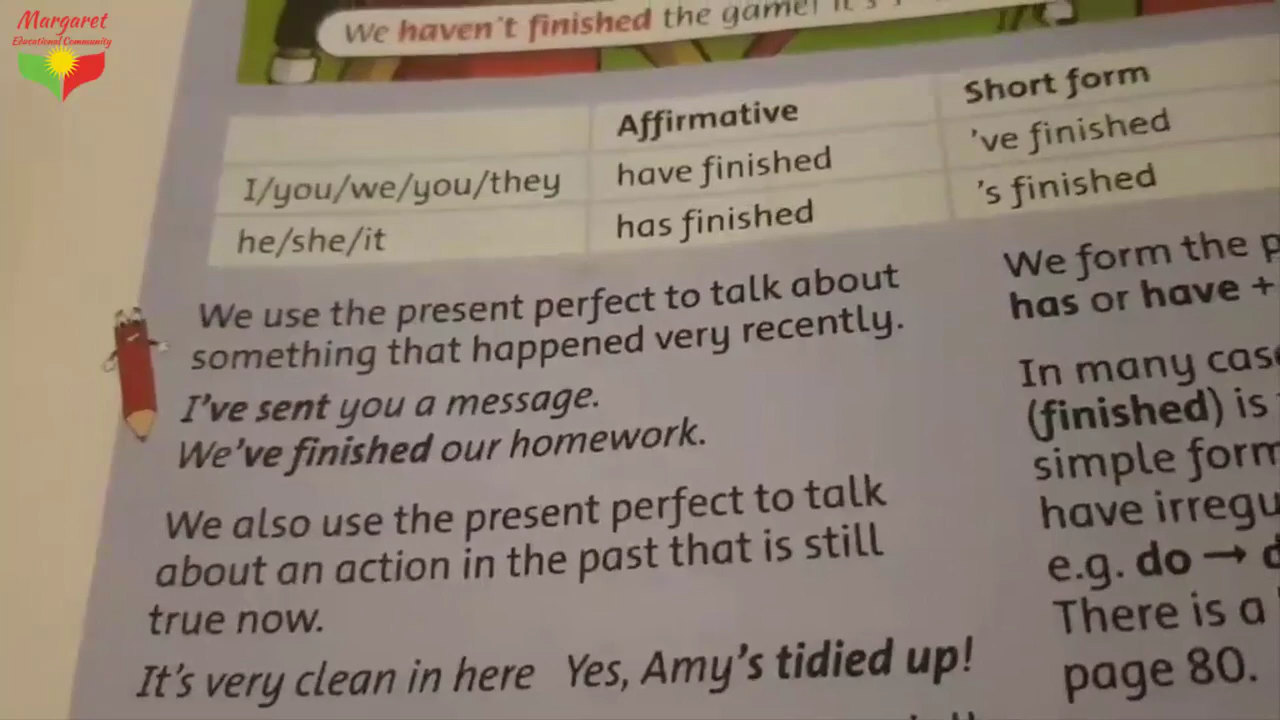 Margaret
Educational Community
We haven't finished the game! It's
Affirmative
Short form
I/you/we/you/they
have finished
've finished
he/she/it
has finished
's finished
We use the present perfect to talk about
something that happened very recently.
I've sent you a message.
We've finished our homework.
We also use the present perfect to talk
about an action in the past that is still
true now.
It's very clean in here Yes, Amy's tidied up!
We form the
has or have +
In many
(finished) is
simple
have
e.g. do →
There is a
page 80.